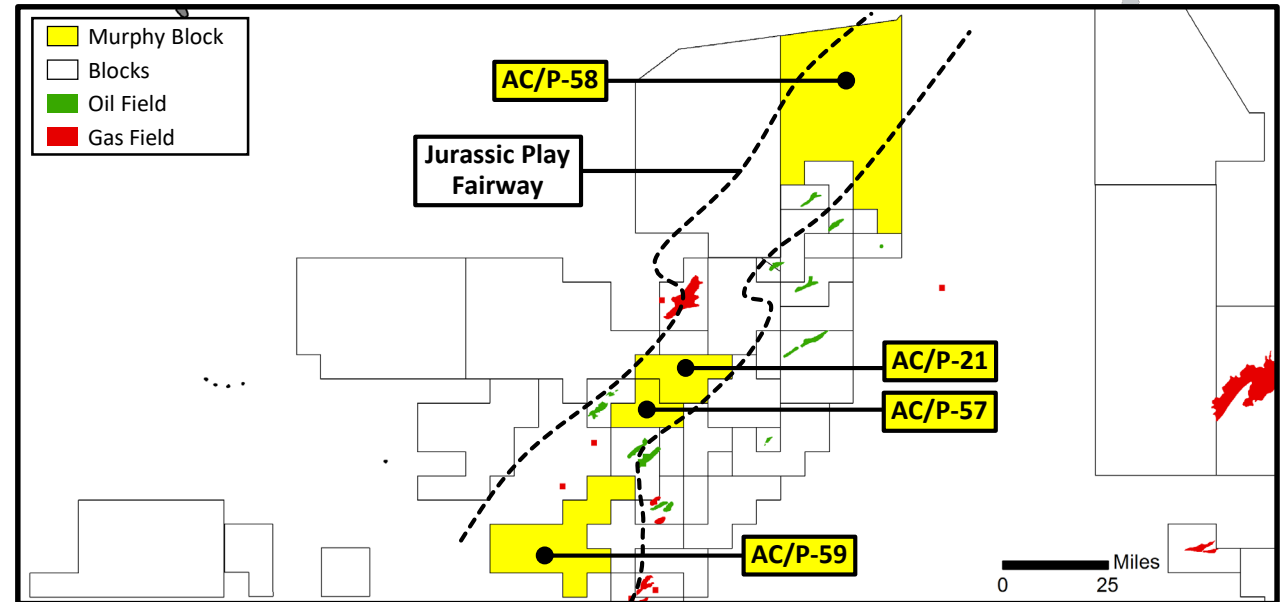 Murphy Block
Blocks
Oil Field
Gas Field
AC/P-58
Jurassic Play
Fairway
AC/P-21
AC/P-57
AC/P-59
Miles
0 25